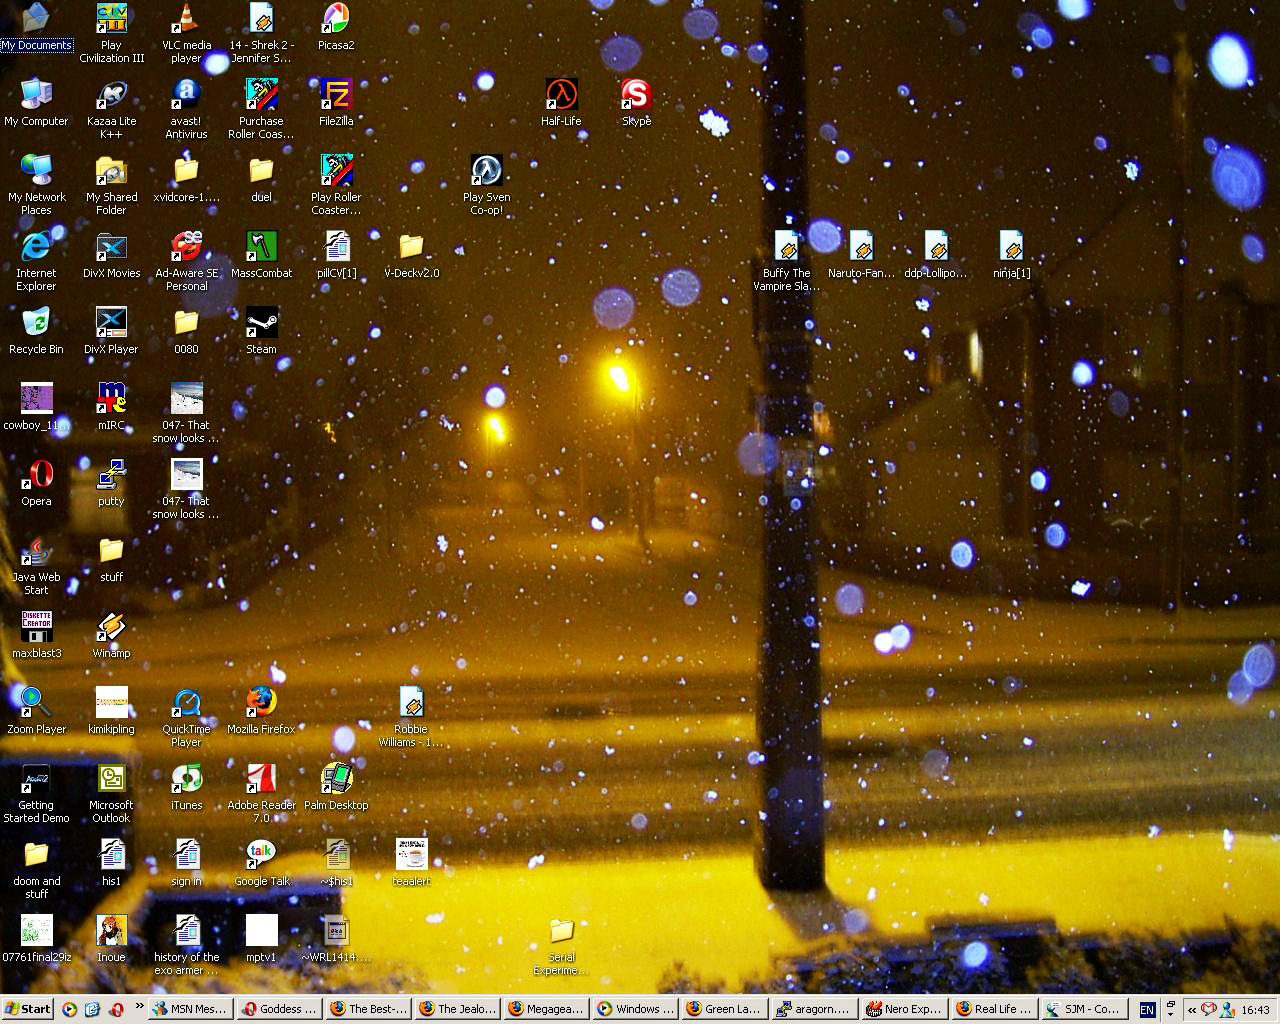 My Documents
Play
Civilization III
VLC media
player
14 - Shrek 2 -
Jennifer S...
Picasa2
My Computer
Kazaa Lite
K++
avast!
Antivirus
Purchase
Roller Coas...
FileZilla
Half-Life
Skype
My Network
Places
My Shared
Folder
xvidcore-1....
duel
Play Roller
Coaster...
Play Sven
Co-op!
Internet
Explorer
DivX Movies
Ad-Aware SE
Personal
MassCombat
pillCV[1]
V-Deckv2.0
Buffy The
Vampire Sla...
Naruto-Fan...
ddp-Lollipo...
ninja[1]
Recycle Bin
DivX Player
0080
Steam
cowboy_11...
mIRC
047- That
snow looks ...
Opera
putty
047- That
snow looks ...
Java Web
Start
stuff
DISKETTE
CREATOR
maxblast3
Winamp
Zoom Player
kimikipling
QuickTime
Player
Mozilla Firefox
Robbie
Williams - 1...
Getting
Started Demo
Microsoft
Outlook
iTunes
Adobe Reader
7.0
Palm Desktop
doom and
stuff
his1
sign in
talk
Google Talk
~$his1
teaalert
07761final29iz
Inoue
history of the
exo armer ...
mptv1
~WRL1414....
Serial
Experime...
Start
MSN Mes...
Goddess ...
The Best-...
The Jealo...
Megagea...
Windows ...
Green La...
aragorn....
Nero Exp...
Real Life ...
SJM - Co...
EN
16:43